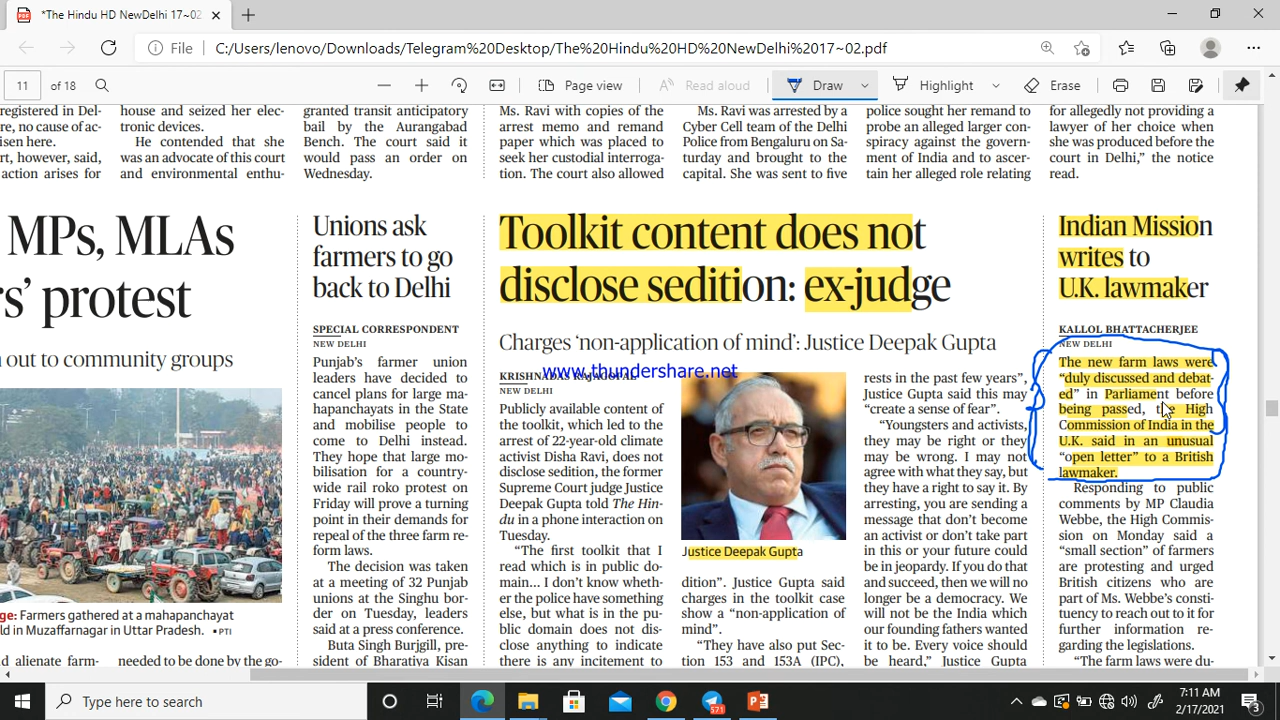 *The Hindu HD NewDelhi 17~02
File
C:/Users/lenovo/Downloads/Telegram%20Desktop/The%20Hindu%20HD%20NewDelhi%2017~02.pdf
11
of 18
Page view
Read aloud
Draw
Highlight
Erase
registered in Del-
re, no cause of ac-
isen here.
rt, however, said,
action arises for
house and seized her elec-
tronic devices.
He contended that she
was an advocate of this court
and environmental enthu-
granted transit anticipatory
bail by the Aurangabad
Bench. The court said it
would pass an order on
Wednesday.
Ms. Ravi with copies of the
arrest memo and remand
paper which was placed to
seek her custodial interroga-
tion. The court also allowed
Ms. Ravi was arrested by a
Cyber Cell team of the Delhi
Police from Bengaluru on Sa-
turday and brought to the
capital. She was sent to five
police sought her remand to
probe an alleged larger con-
spiracy against the govern-
ment of India and to ascer-
tain her alleged role relating
for allegedly not providing a
lawyer of her choice when
she was produced before the
court in Delhi,” the notice
read.
MPs, MLAs
rs’ protest
out to community groups
ge: Farmers gathered at a mahapanchayat
ld in Muzaffarnagar in Uttar Pradesh. ▪ PTI
d alienate farm-
needed to be done by the go-
Unions ask
farmers to go
back to Delhi
SPECIAL CORRESPONDENT
NEW DELHI
Punjab’s farmer union
leaders have decided to
cancel plans for large ma-
hapanchayats in the State
and mobilise people to
come to Delhi instead.
They hope that large mo-
bilisation for a country-
wide rail roko protest on
Friday will prove a turning
point in their demands for
repeal of the three farm re-
form laws.
The decision was taken
at a meeting of 32 Punjab
unions at the Singhu bor-
der on Tuesday, leaders
said at a press conference.
Buta Singh Burjgill, pre-
sident of Bharatiya Kisan
Toolkit content does not
disclose sedition: ex-judge
Charges ‘non-application of mind’: Justice Deepak Gupta
KRISHNADAS RAJAGOPAL
www.thundershare.net
NEW DELHI
Publicly available content of
the toolkit, which led to the
arrest of 22-year-old climate
activist Disha Ravi, does not
disclose sedition, the former
Supreme Court judge Justice
Deepak Gupta told The Hin-
du in a phone interaction on
Tuesday.
“The first toolkit that I
read which is in public do-
main... I don’t know wheth-
er the police have something
else, but what is in the pu-
blic domain does not dis-
close anything to indicate
there is any incitement to
Justice Deepak Gupta
dition”. Justice Gupta said
charges in the toolkit case
show a “non-application of
mind”.
“They have also put Sec-
tion 153 and 153A (IPC),
rests in the past few years”,
Justice Gupta said this may
“create a sense of fear”.
“Youngsters and activists,
they may be right or they
may be wrong. I may not
agree with what they say, but
they have a right to say it. By
arresting, you are sending a
message that don’t become
an activist or don’t take part
in this or your future could
be in jeopardy. If you do that
and succeed, then we will no
longer be a democracy. We
will not be the India which
our founding fathers wanted
it to be. Every voice should
be heard,” Justice Gupta
Indian Mission
writes to
U.K. lawmaker
KALLOL BHATTACHERJEE
NEW DELHI
The new farm laws were
“duly discussed and debat-
ed” in Parliament before
being passed, the High
Commission of India in the
U.K. said in an unusual
“open letter” to a British
lawmaker.
Responding to public
comments by MP Claudia
Webbe, the High Commis-
sion on Monday said a
“small section” of farmers
are protesting and urged
British citizens who are
part of Ms. Webbe’s consti-
tuency to reach out to it for
further information re-
garding the legislations.
“The farm laws were du-
Type here to search
571
7:11 AM
2/17/2021
3